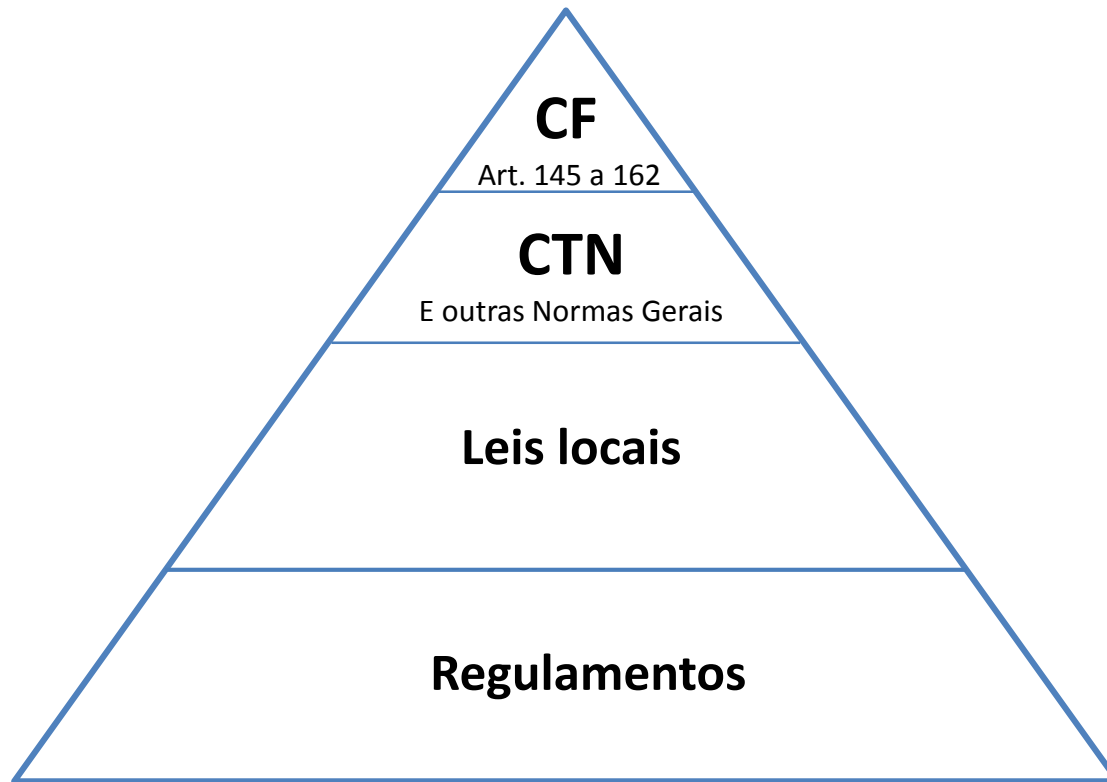 CF
Art. 145 a 162
CTN
E outras Normas Gerais
Leis locais
Regulamentos